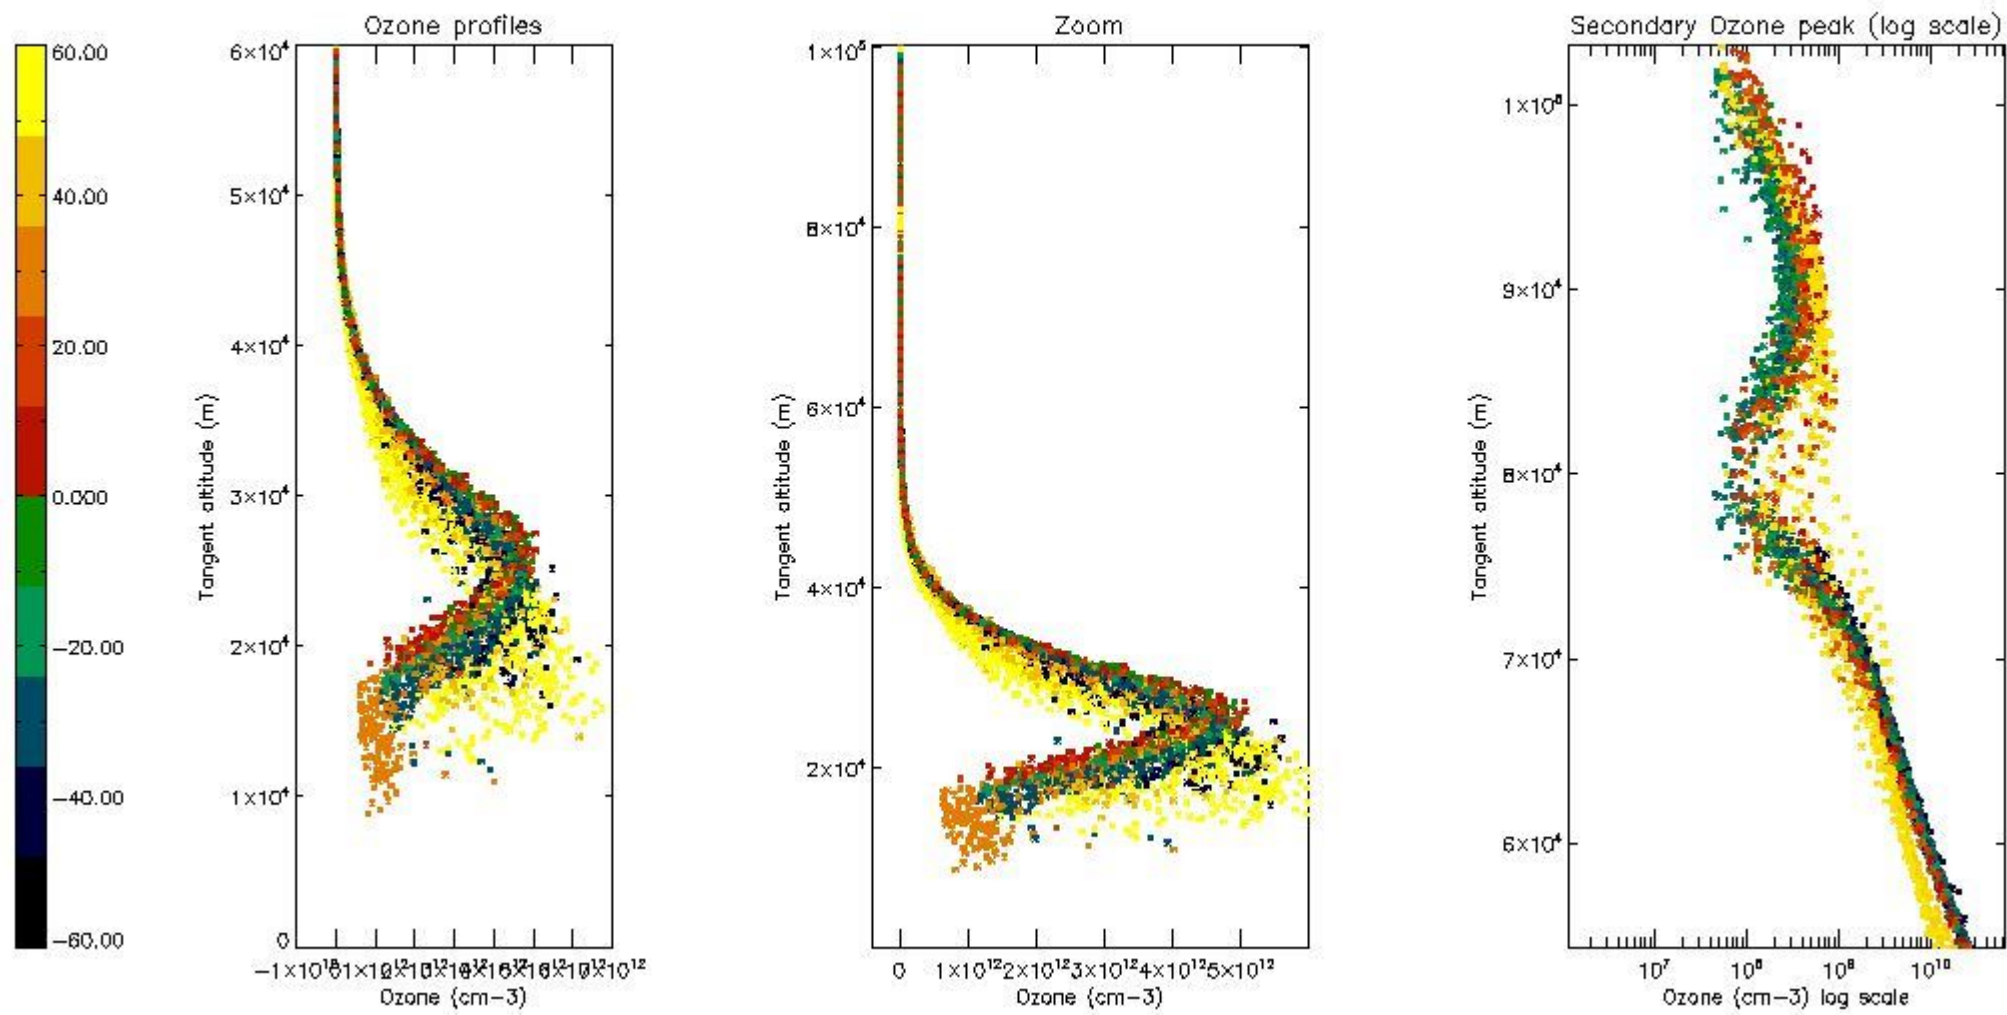 Ozone profiles
Zoom
Secondary Ozone peak (log scale)
60.00
40.00
20.00
0.000
−20.00
−40.00
−60.00
6×10⁴
5×10⁴
4×10⁴
3×10⁴
2×10⁴
1×10⁴
0
Tangent altitude (m)
Ozone (cm−3)
1×10⁵
8×10⁴
6×10⁴
4×10⁴
2×10⁴
Tangent altitude (m)
0 1×10¹² 2×10¹² 3×10¹² 4×10¹² 5×10¹²
Ozone (cm−3)
9×10⁴
8×10⁴
7×10⁴
6×10⁴
Tangent altitude (m)
10⁷ 10⁸ 10⁹ 10¹⁰
Ozone (cm−3) log scale